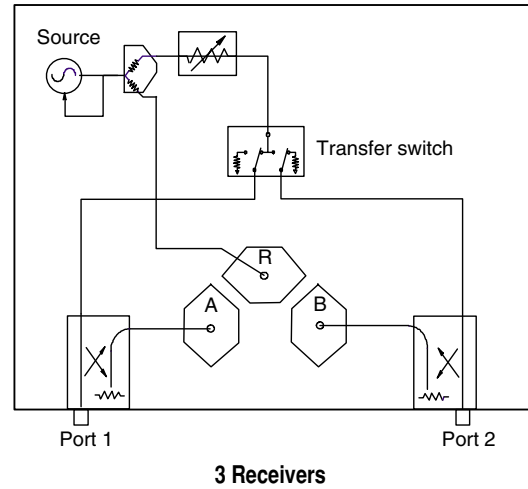 Source
Transfer switch
R
A
B
Port 1
Port 2
3 Receivers